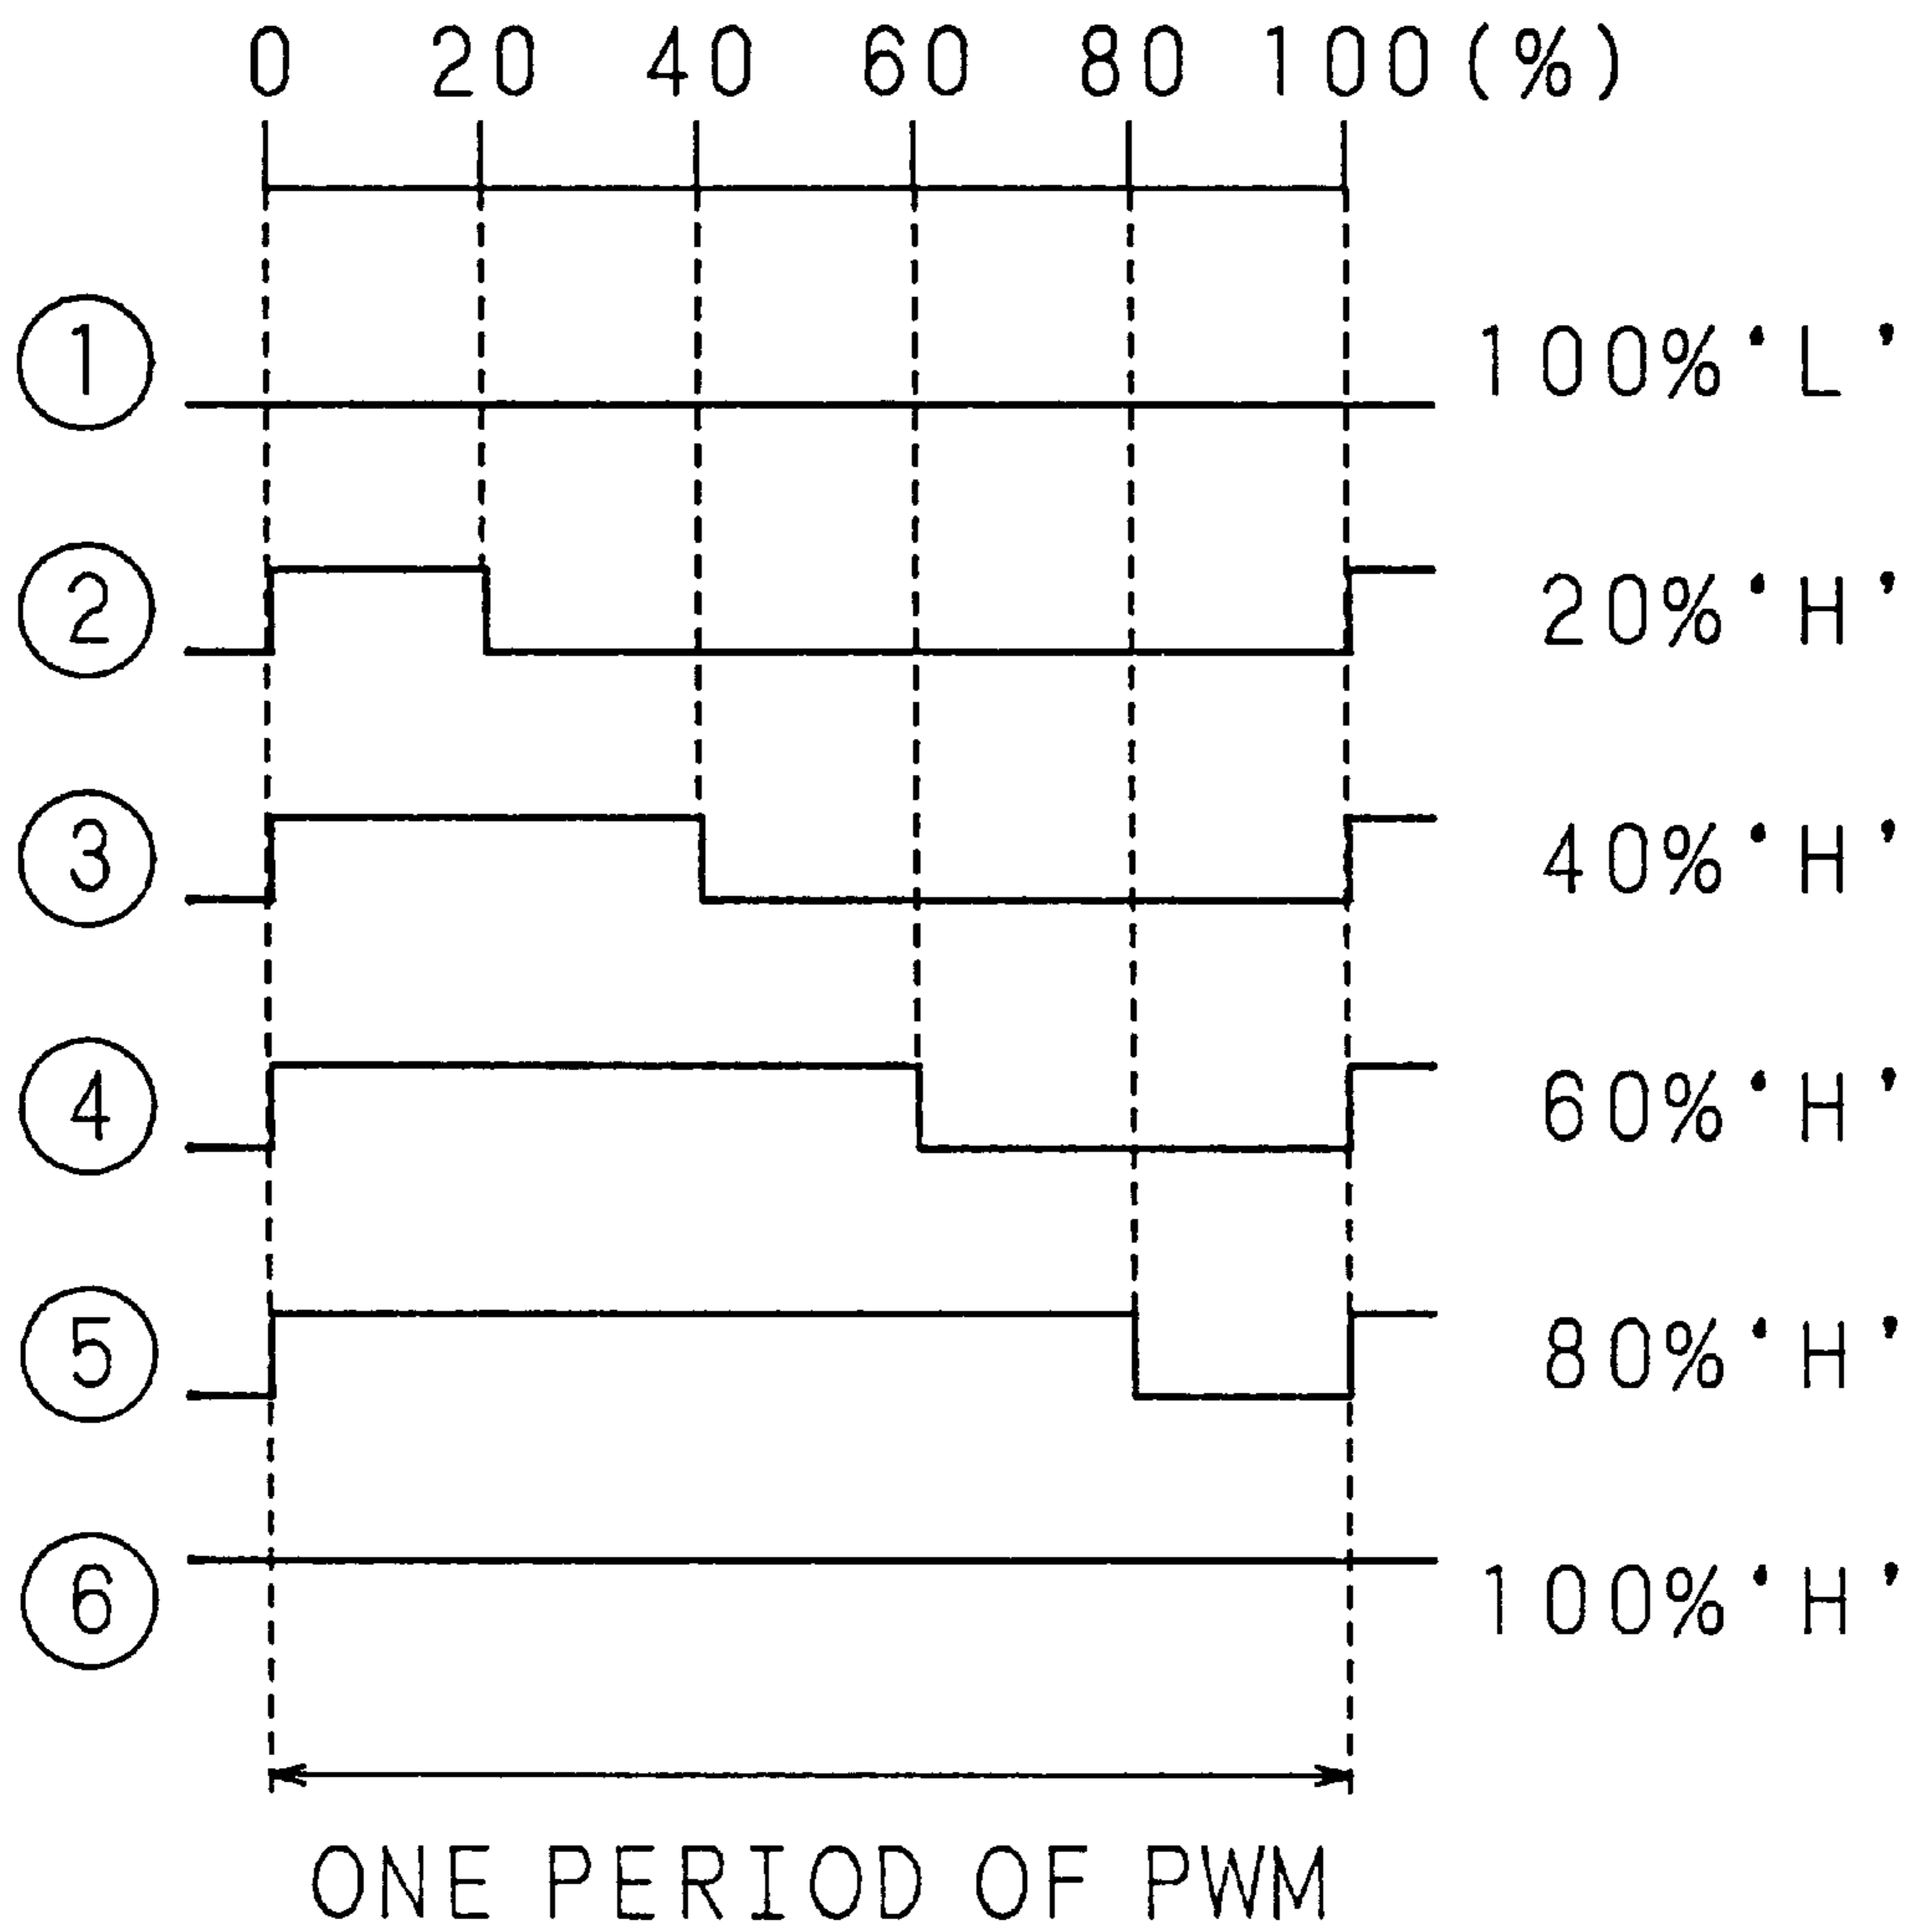 0 20 40 60 80 100(%)
① 100%'L'
② 20%'H'
③ 40%'H'
④ 60%'H'
⑤ 80%'H'
⑥ 100%'H'
ONE PERIOD OF PWM